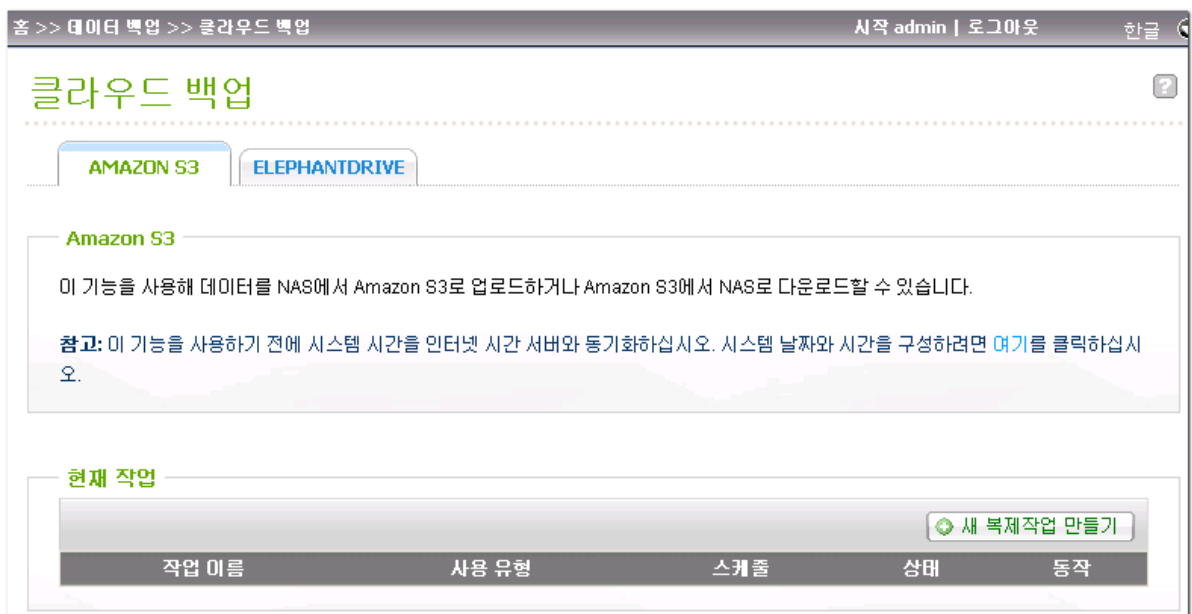 홈 >> 데이터 백업 >> 클라우드 백업 시작 admin | 로그아웃 한글
클라우드 백업
?
AMAZON S3 ELEPHANTDRIVE
Amazon S3
이 기능을 사용해 데이터를 NAS에서 Amazon S3로 업로드하거나 Amazon S3에서 NAS로 다운로드할 수 있습니다.
참고: 이 기능을 사용하기 전에 시스템 시간을 인터넷 시간 서버와 동기화하십시오. 시스템 날짜와 시간을 구성하려면 여기를 클릭하십시
오.
현재 작업
새 복제작업 만들기
작업 이름 사용 유형 스케줄 상태 동작